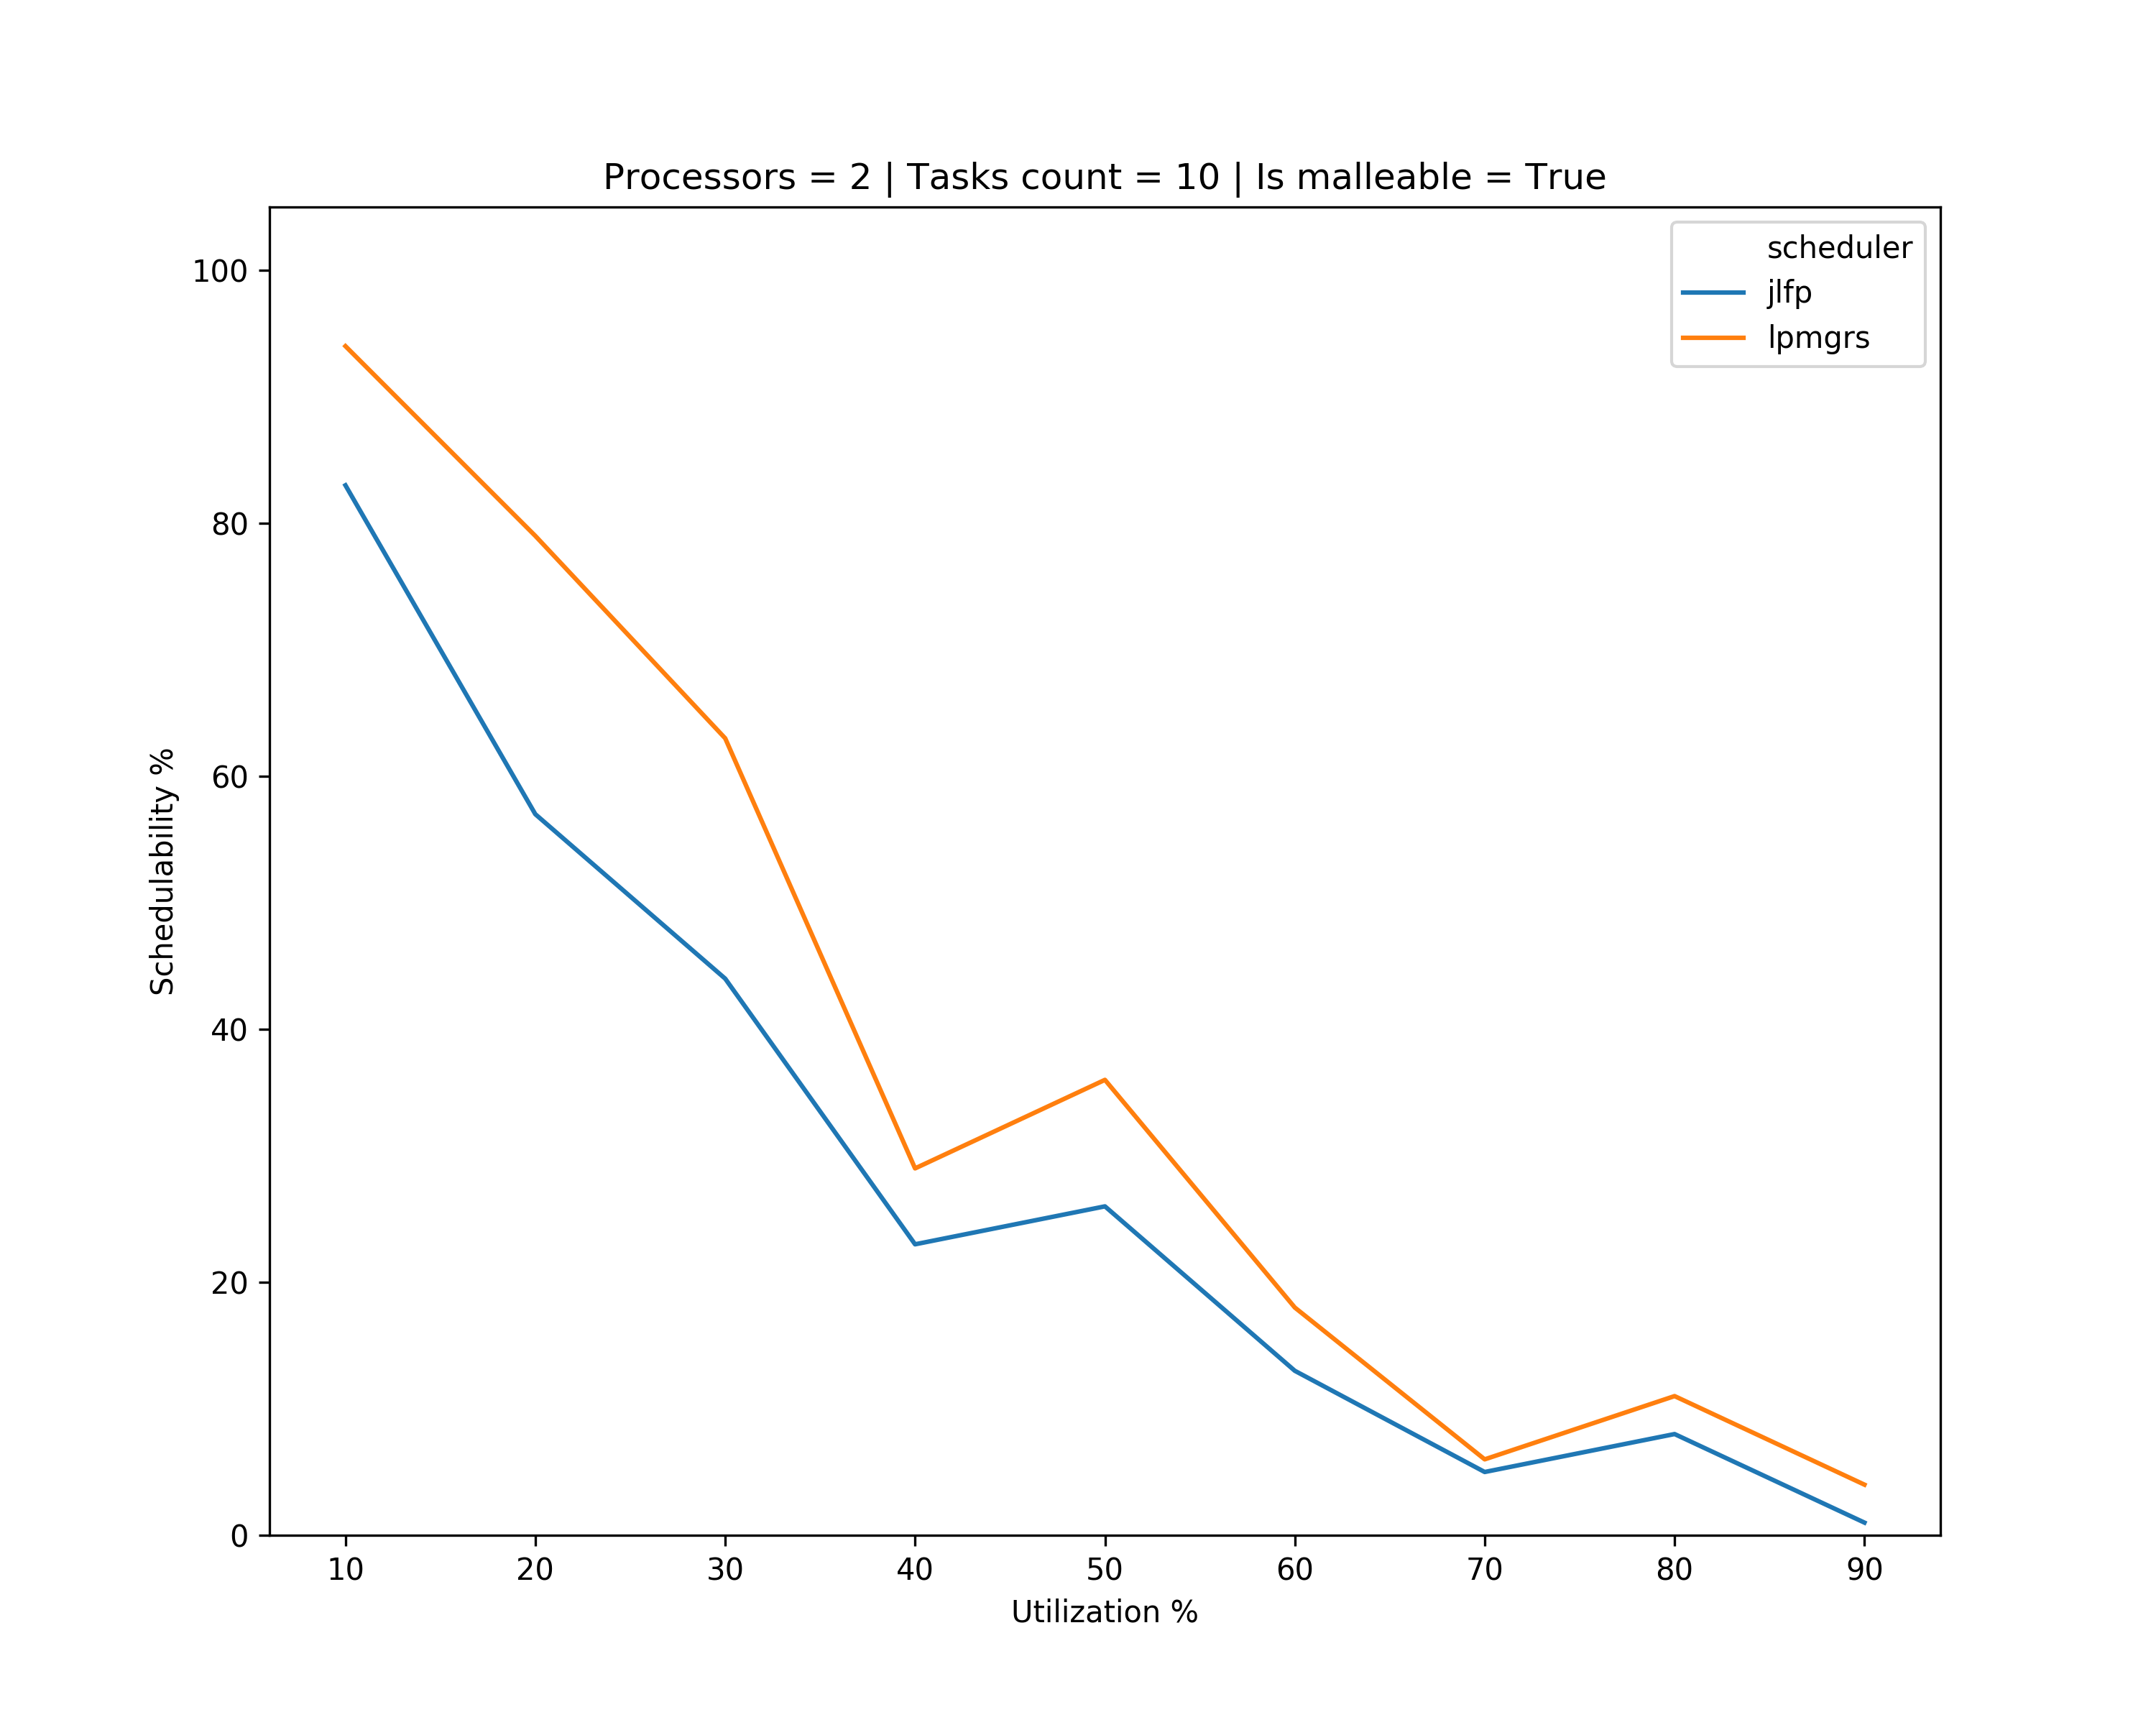 Processors = 2 | Tasks count = 10 | Is malleable = True
scheduler
jlfp
lpmgrs
Schedulability %
100
80
60
40
20
0
10 20 30 40 50 60 70 80 90
Utilization %